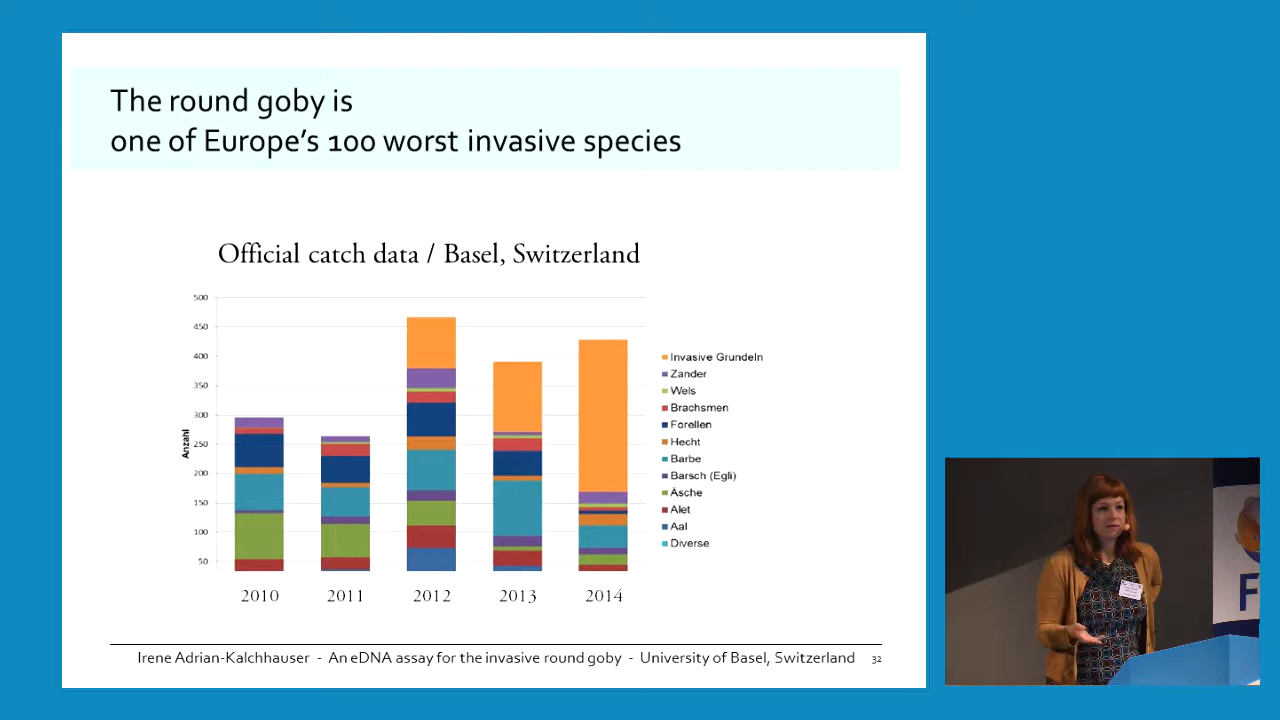 The round goby is
one of Europe's 100 worst invasive species
Official catch data / Basel, Switzerland
500
450
400
350
300
250
200
150
100
50
Anzahl
2010 2011 2012 2013 2014
Invasive Grundeln
Zander
Wels
Brachsmen
Forellen
Hecht
Barbe
Barsch (Egli)
Äsche
Alet
Aal
Diverse
Irene Adrian-Kalchhauser - An eDNA assay for the invasive round goby - University of Basel, Switzerland 32
F